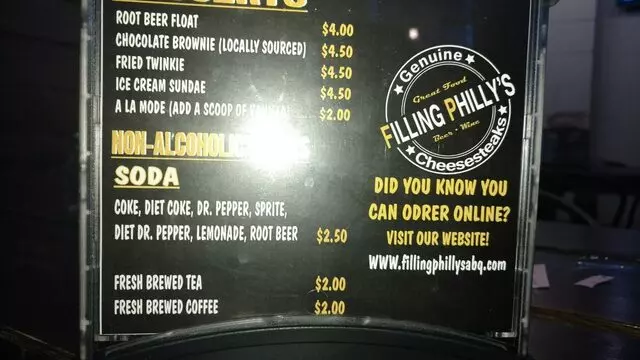 ROOT BEER FLOAT $4.00
CHOCOLATE BROWNIE (LOCALLY SOURCED) $4.50
FRIED TWINKIE $4.50
ICE CREAM SUNDAE $4.50
A LA MODE (ADD A SCOOP OF $2.00
NON-ALCOHOLIC
SODA
COKE, DIET COKE, DR. PEPPER, SPRITE,
DIET DR. PEPPER, LEMONADE, ROOT BEER $2.50
FRESH BREWED TEA $2.00
FRESH BREWED COFFEE $2.00
Genuine
Great Food
FILLING PHILLY'S
Beer • Wine
Cheesesteaks
DID YOU KNOW YOU
CAN ODRER ONLINE?
VISIT OUR WEBSITE!
WWW.fillingphillysabq.com